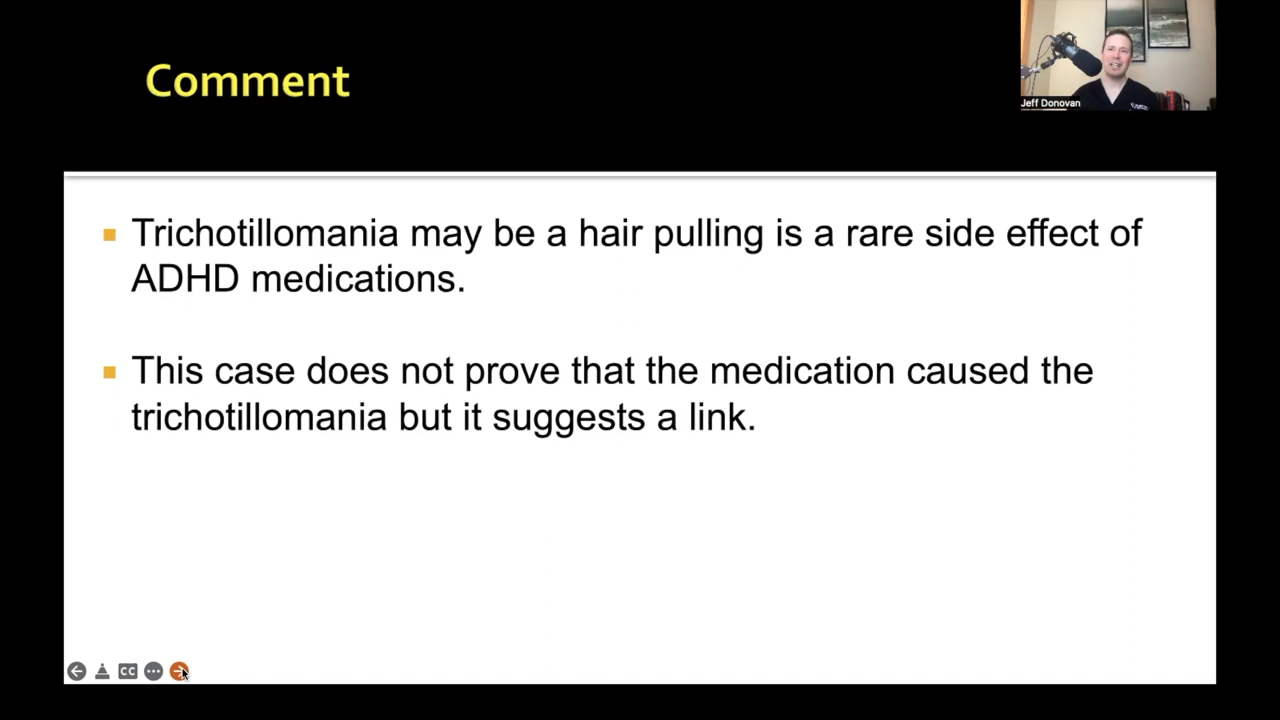 Comment
Jeff Donovan
Trichotillomania may be a hair pulling is a rare side effect of
ADHD medications.
This case does not prove that the medication caused the
trichotillomania but it suggests a link.
CC